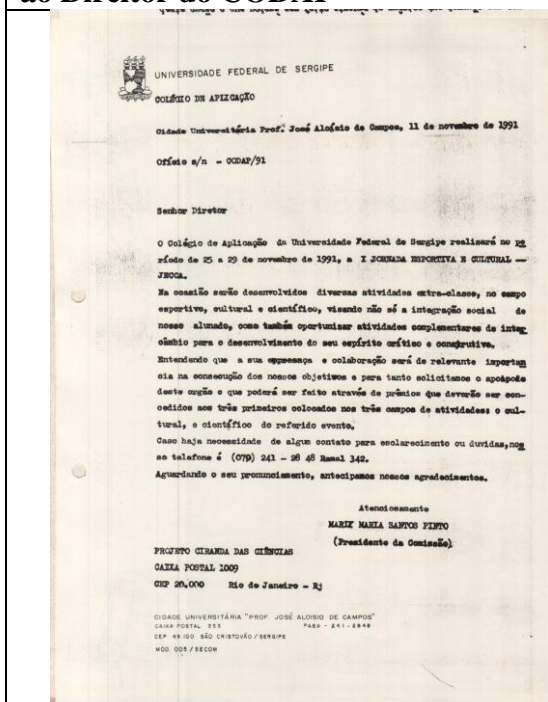 ao Diretor do CODAP
UNIVERSIDADE FEDERAL DE SERGIPE
COLÉGIO DE APLICAÇÃO
Cidade Universitária Prof. José Aloísio de Campos, 11 de novembro de 1991
Ofício s/n - CODAP/91
Senhor Diretor
O Colégio de Aplicação da Universidade Federal de Sergipe realizará no pe
ríodo de 25 a 29 de novembro de 1991, a I JORNADA ESPORTIVA E CULTURAL —
JECCA.
Na ocasião serão desenvolvidos diversas atividades extra-classe, no campo
esportivo, cultural e científico, visando não só a integração social de
nosso alunado, como também oportunizar atividades complementares de inter
câmbio para o desenvolvimento do seu espírito crítico e construtivo.
Entendendo que a sua e colaboração será de relevante importan
sia na consecução dos nossos objetivos e para tanto solicitamos o
deste orgão o que poderá ser feito através de prêmios que deverão ser con-
cedidos aos três primeiros colocados nos três campos de atividades: o cul-
tural, o científico do referido evento.
Caso haja necessidade de algum contato para esclarecimento ou duvidas,nos
so telefone é (079) 241 - 28 48 Ramal 342.
Aguardando o seu pronunciamento, antecipamos nossos agradecimentos.
Atenciosamente
MARIA SANTOS PINTO
(Presidente da Comissão)
PROJETO CIRANDA DAS CIÊNCIAS
CAIXA POSTAL 1009
CEP 20.000 Rio de Janeiro - Rj
CIDADE UNIVERSITÁRIA "PROF. JOSÉ ALOISIO DE CAMPOS"
CAIXA POSTAL 353 PABX - 241-2848
CEP 49.100 SÃO CRISTOVÃO / SERGIPE
MOD. 005 / SECOM